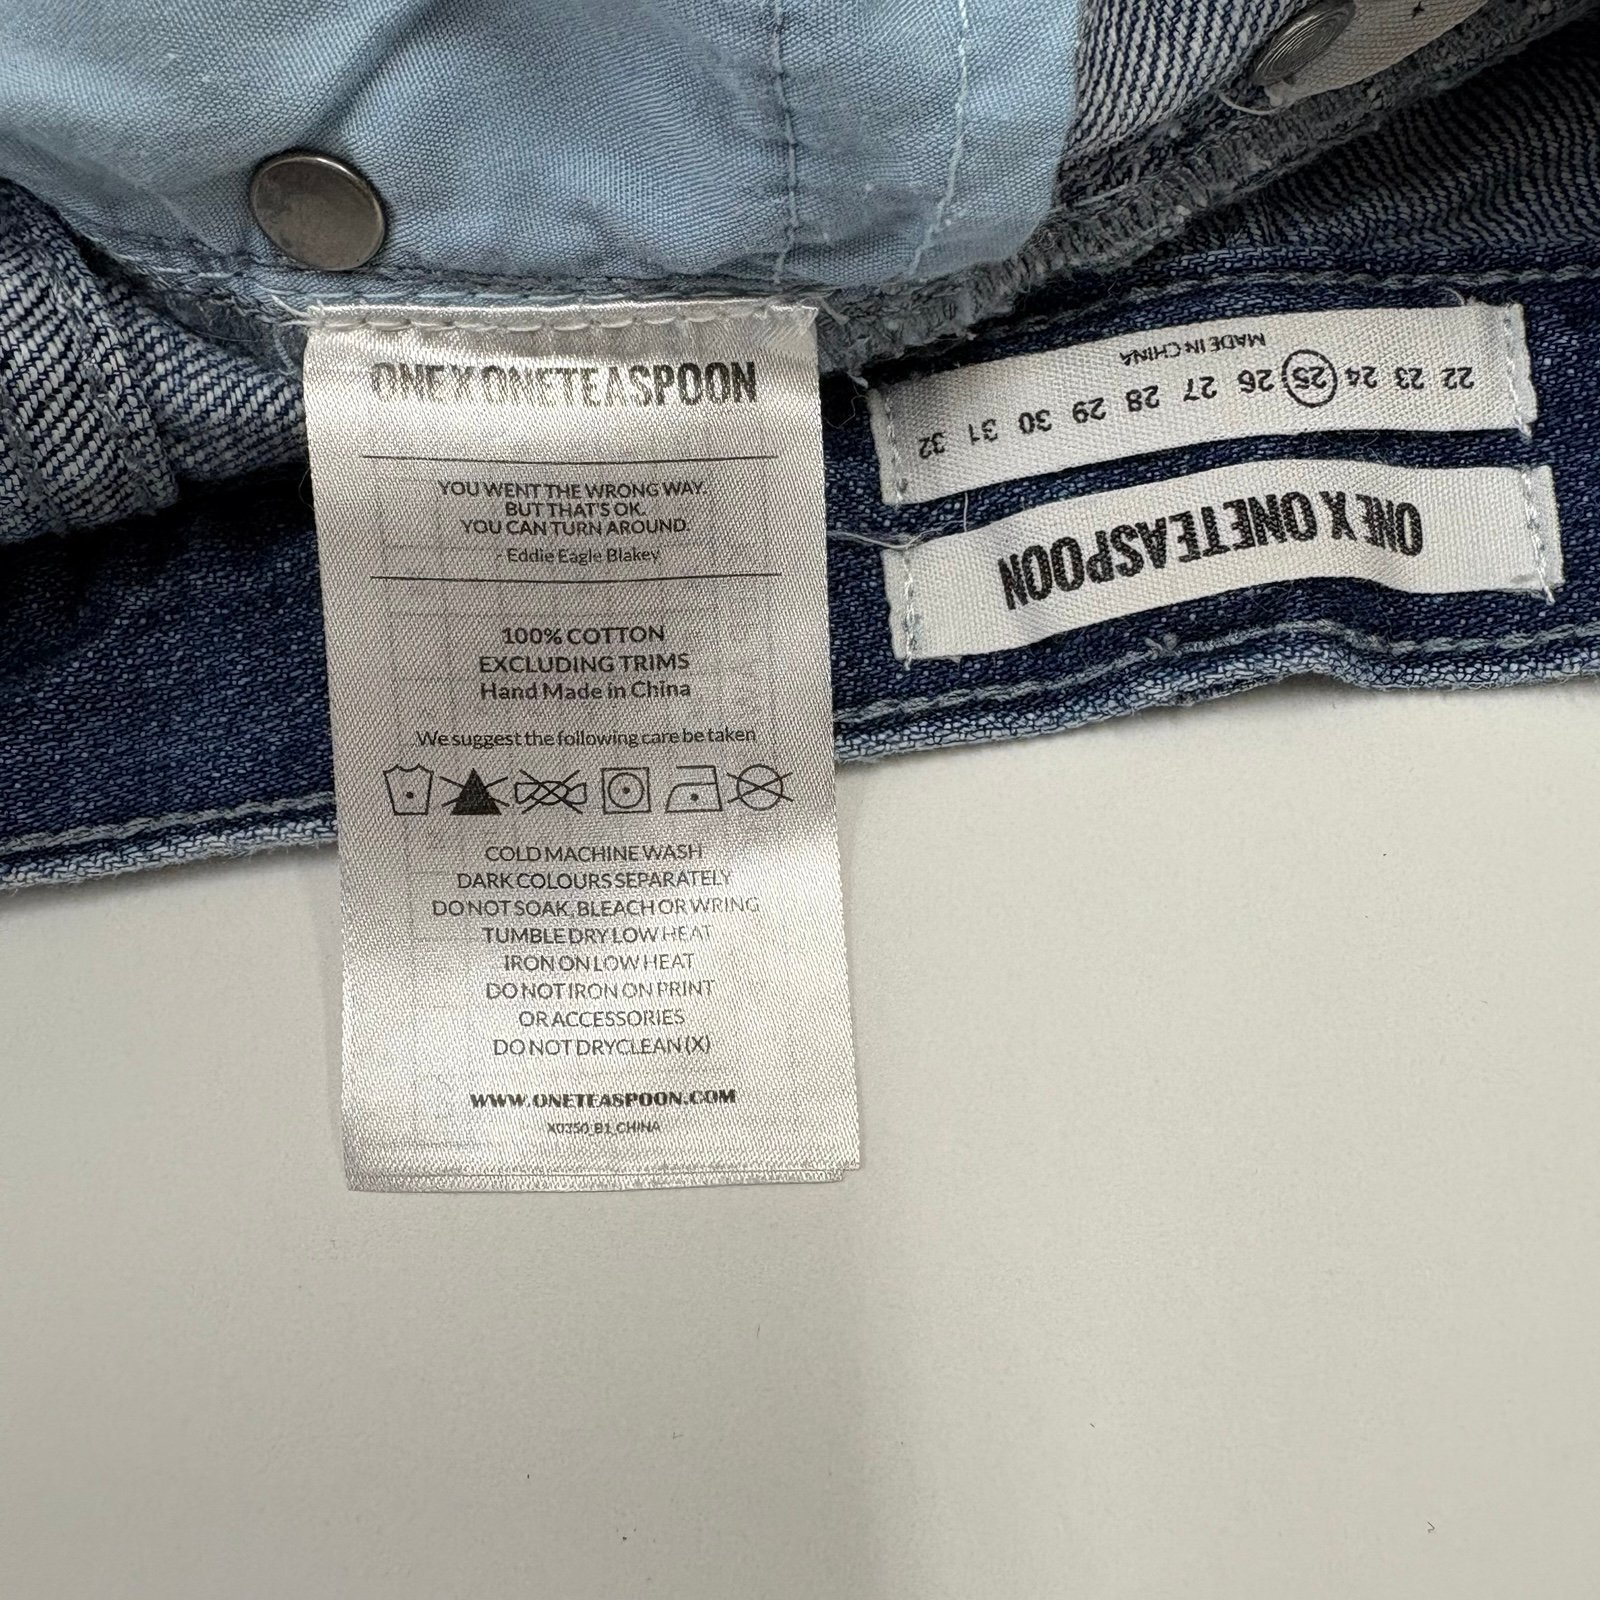 ONE X ONETEASPOON
YOU WENT THE WRONG WAY.
BUT THAT'S OK.
YOU CAN TURN AROUND.
- Eddie Eagle Blakey
100% COTTON
EXCLUDING TRIMS
Hand Made in China
We suggest the following care be taken
COLD MACHINE WASH
DARK COLOURS SEPARATELY
DO NOT SOAK, BLEACH OR WRING
TUMBLE DRY LOW HEAT
IRON ON LOW HEAT
DO NOT IRON ON PRINT
OR ACCESSORIES
DO NOT DRYCLEAN (X)
WWW.ONETEASPOON.COM
X0350_B1_CHINA
ONE X ONETEASPOON
22 23 24 25 26 27 28 29 30 31 32
MADE IN CHINA